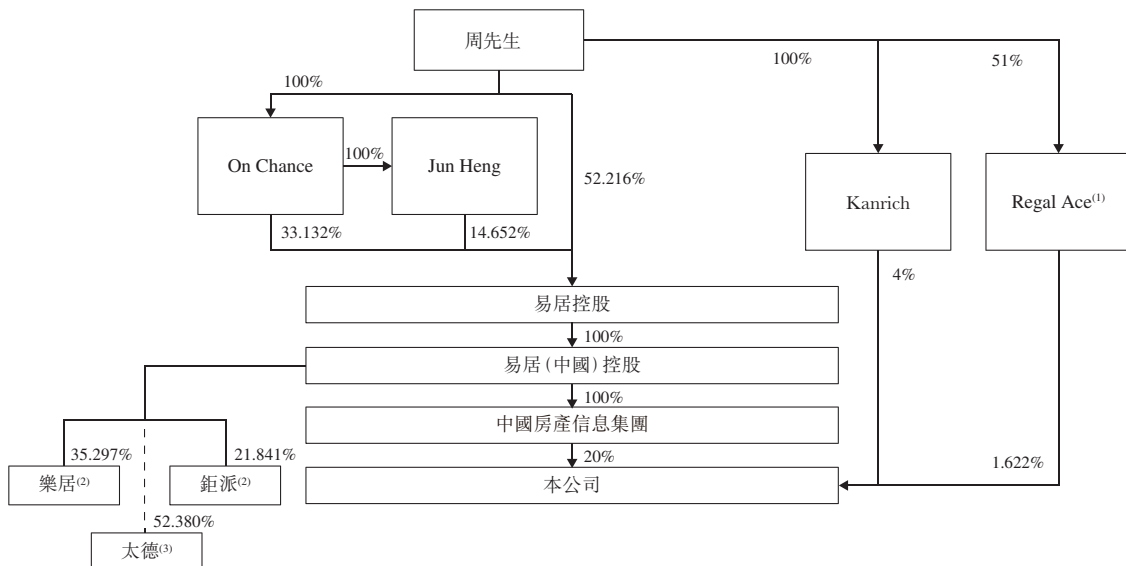 周先生
100%
51%
100%
On Chance
100%
Jun Heng
52.216%
Kanrich
Regal Ace(1)
33.132%
14.652%
4%
易居控股
100%
易居(中國)控股
100%
中國房產信息集團
35.297%
21.841%
20%
1.622%
樂居(2)
鉅派(2)
本公司
52.380%
太德(3)